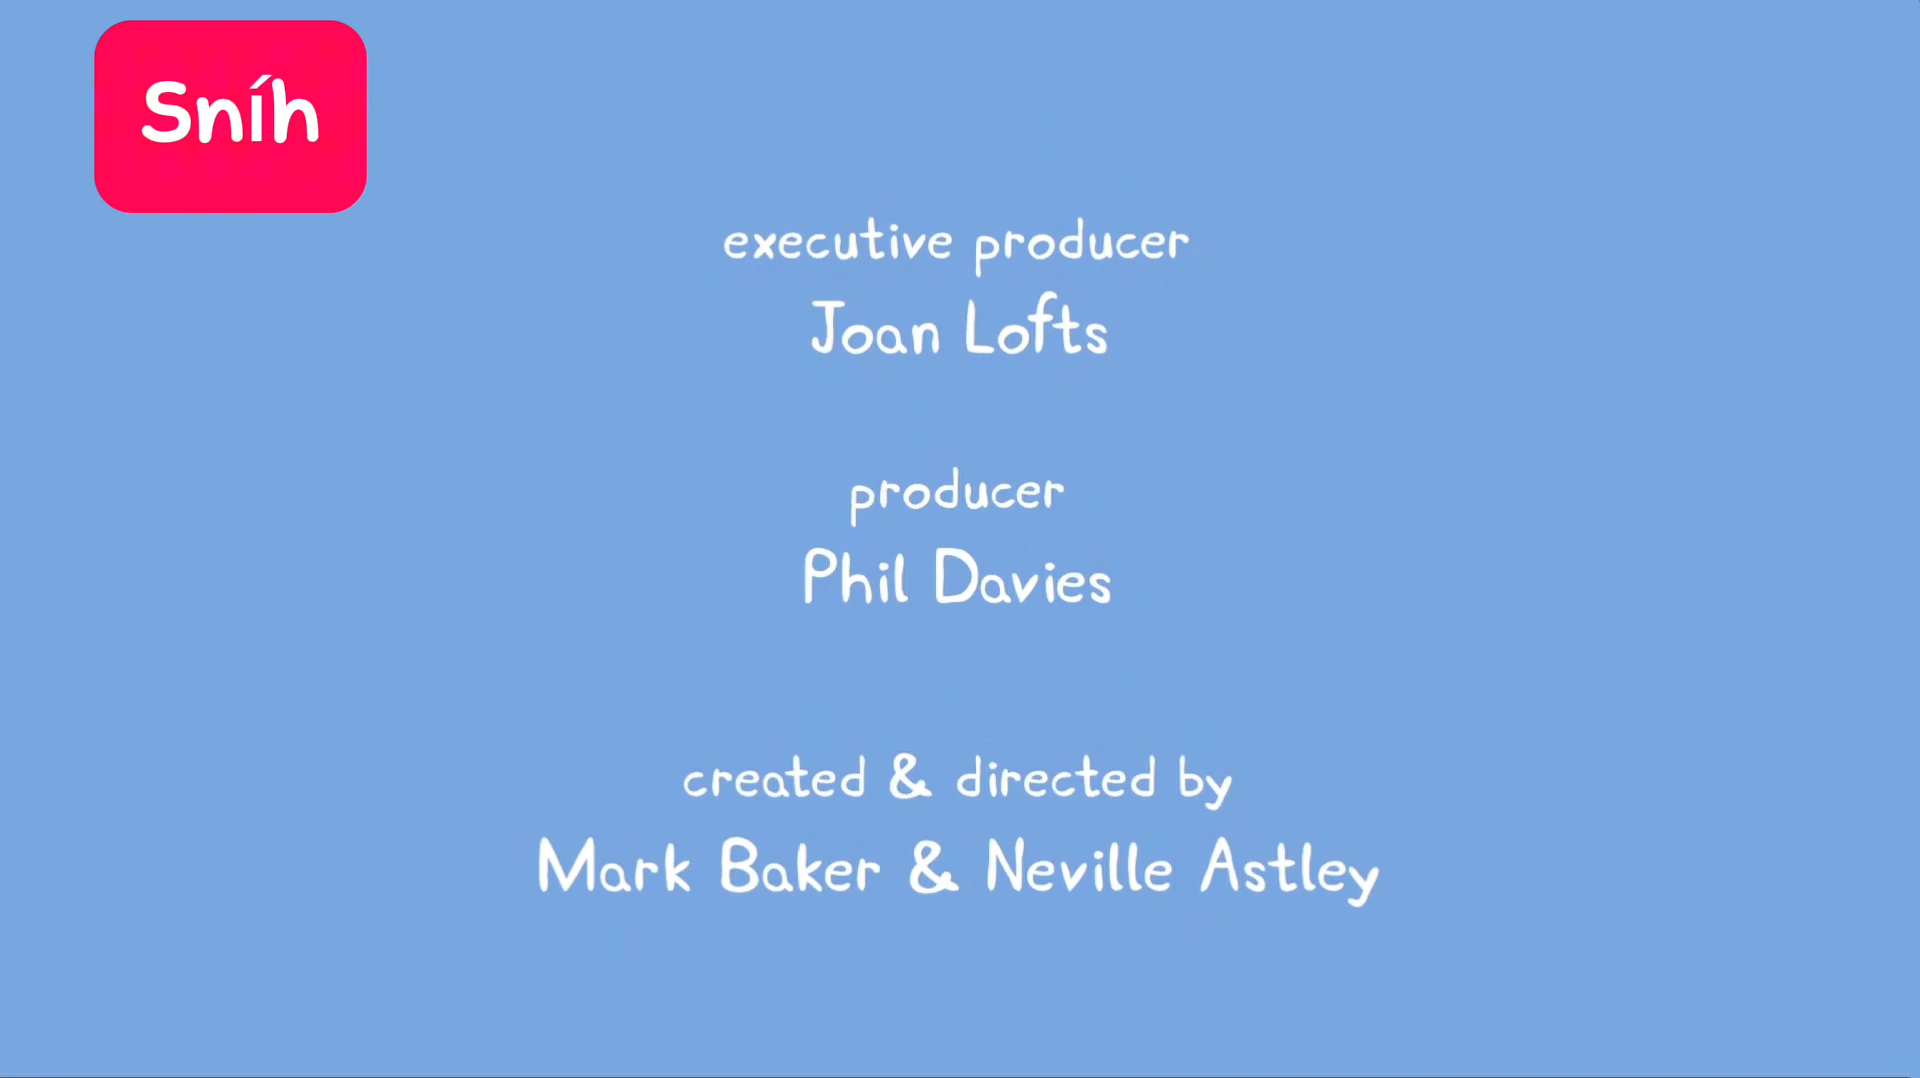 Sníh
executive producer
Joan Lofts
producer
Phil Davies
created & directed by
Mark Baker & Neville Astley